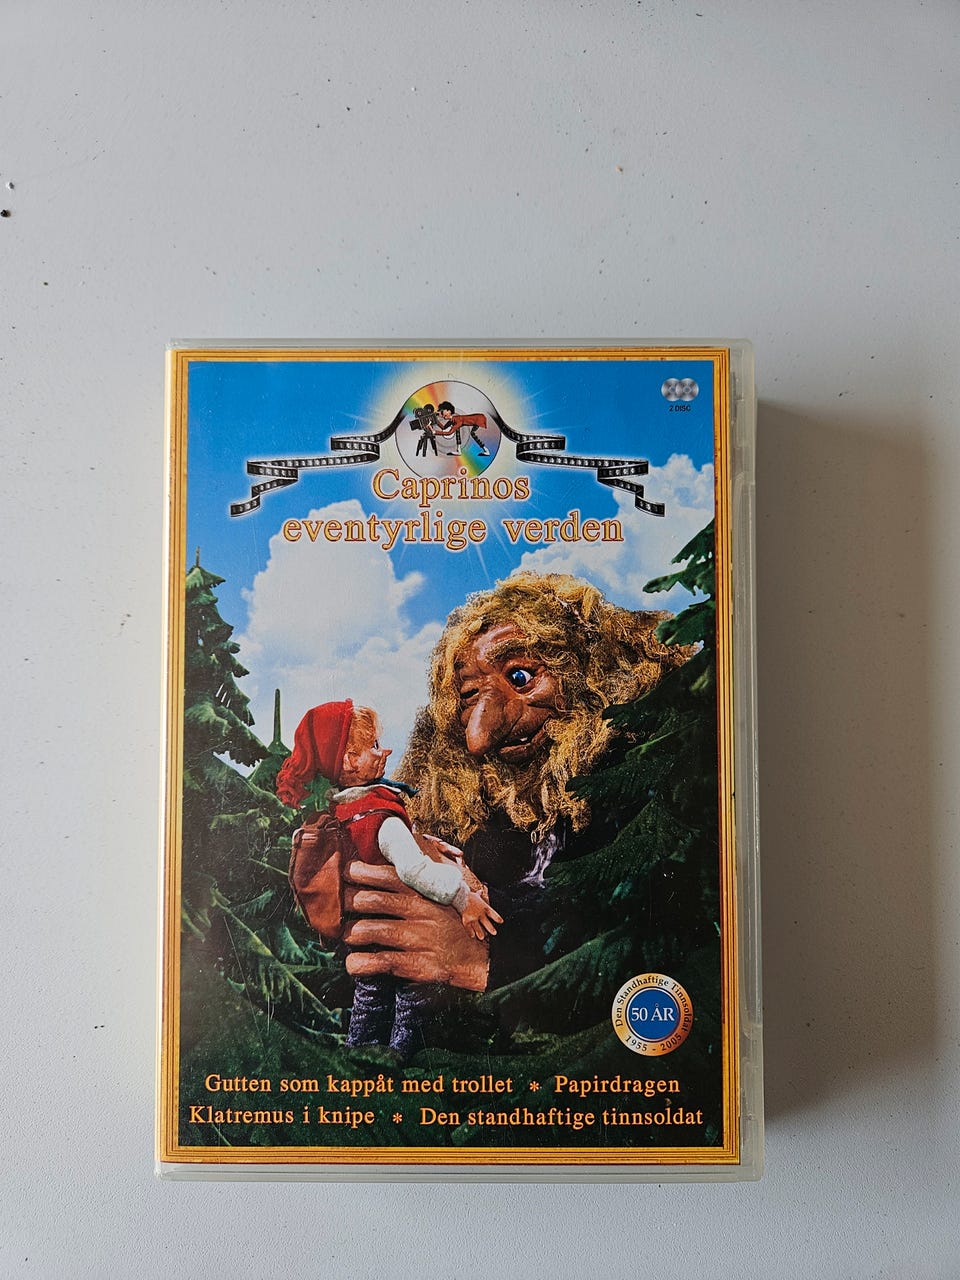 2 DISC
Caprinos
eventyrlige verden
Den Standhaftige Tinnsoldat
50 ÅR
1955 - 2005
Gutten som kappåt med trollet * Papirdragen
Klatremus i knipe * Den standhaftige tinnsoldat